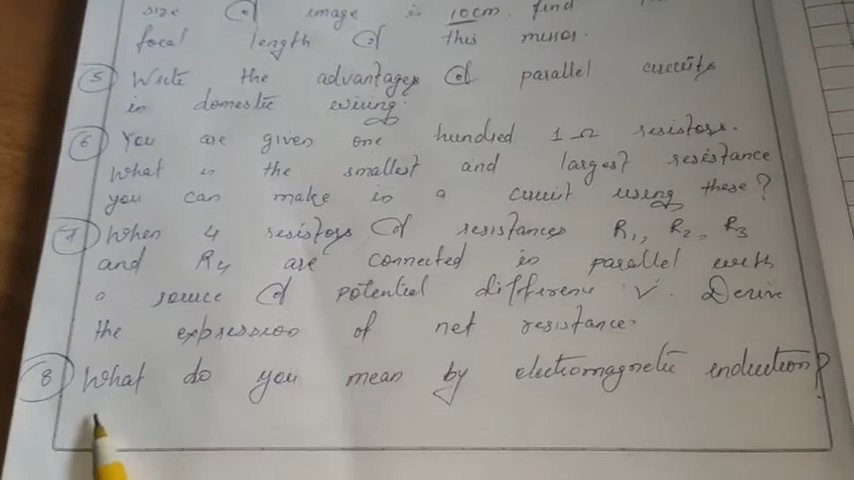 size of image is 10cm. find
focal length of this mirror.
5 Write the advantages of parallel circuits
in domestic wiring.
6 You are given one hundred 1 Ω resistors.
What is the smallest and largest resistance
you can make in a circuit using these?
7 When 4 resistors of resistances R1, R2, R3
and R4 are connected in parallel with
a source of potential difference V. Derive
the expression of net resistance.
8 What do you mean by electromagnetic induction?